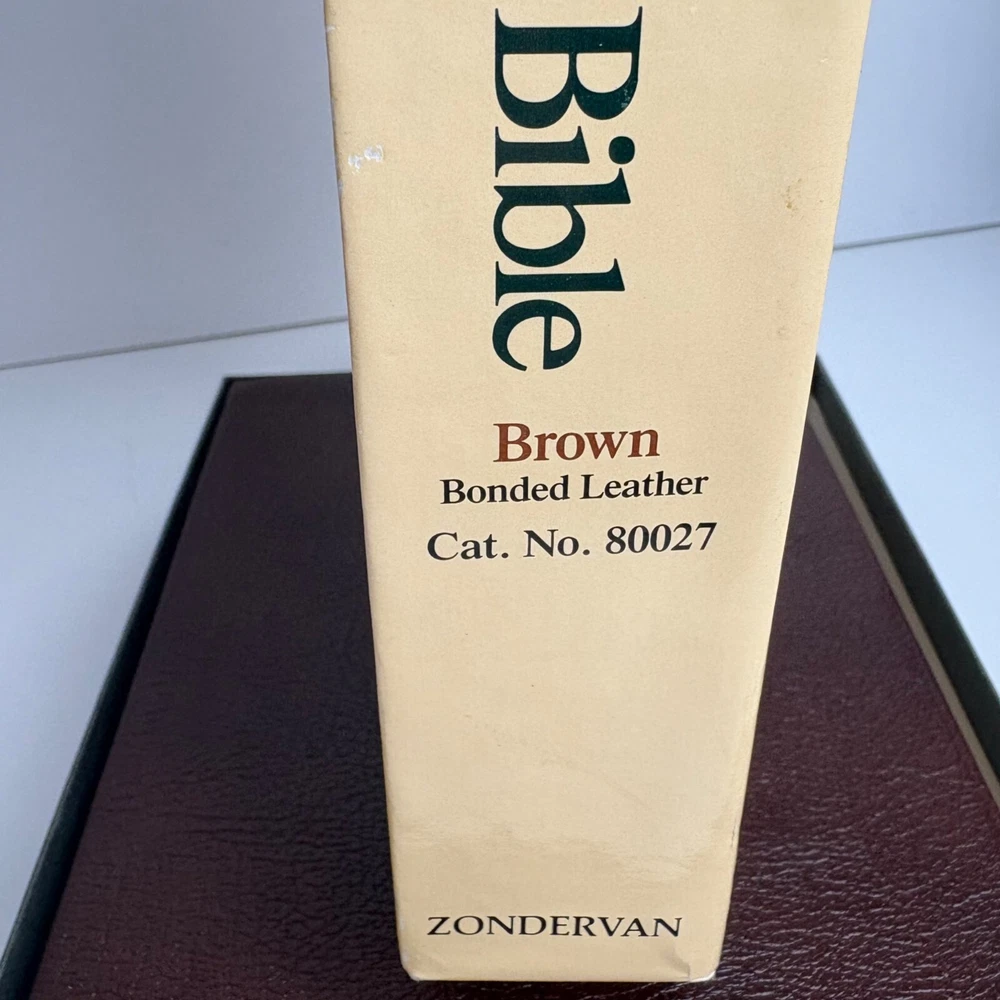 Bible
Brown
Bonded Leather
Cat. No. 80027
ZONDERVAN